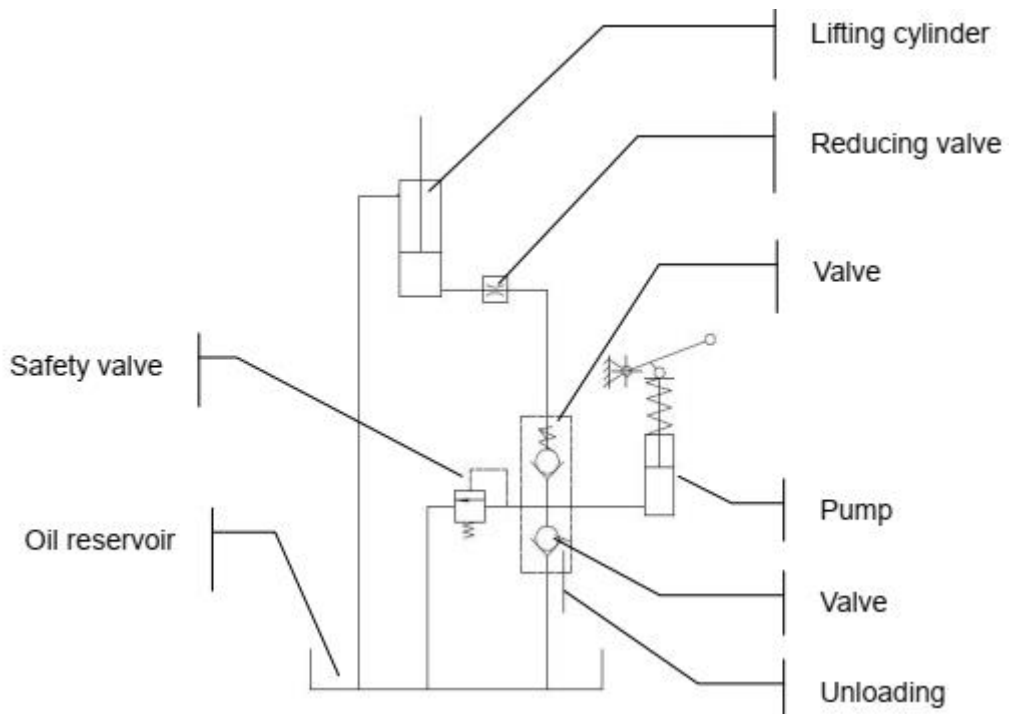 Lifting cylinder
Reducing valve
Valve
Safety valve
Pump
Oil reservoir
Valve
Unloading